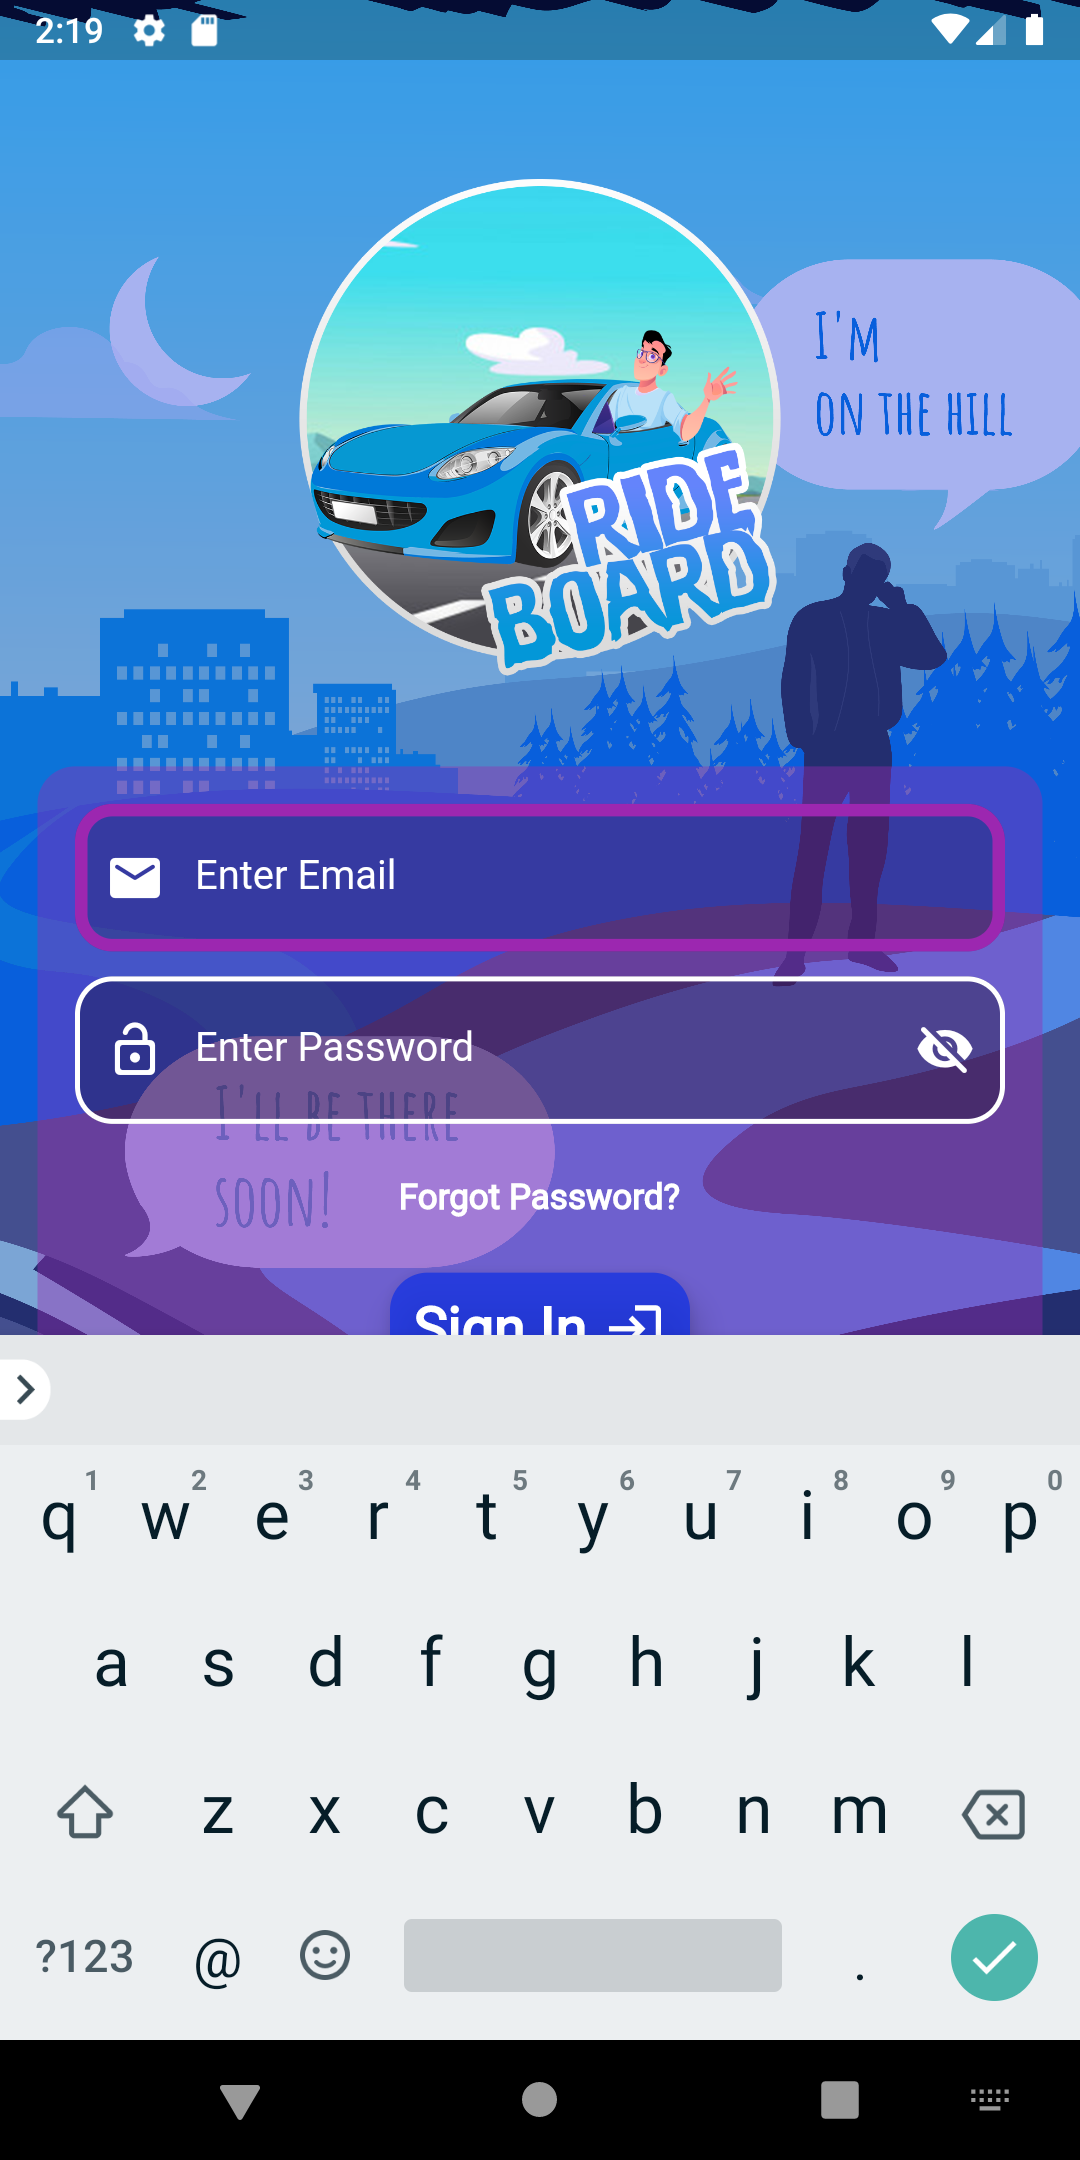 2:19
I'M
ON THE HILL
RIDE
BOARD
Enter Email
Enter Password
I'LL BE THERE
SOON!
Forgot Password?
Sign In
1 2 3 4 5 6 7 8 9 0
q w e r t y u i o p
a s d f g h j k l
z x c v b n m
?123 @ .